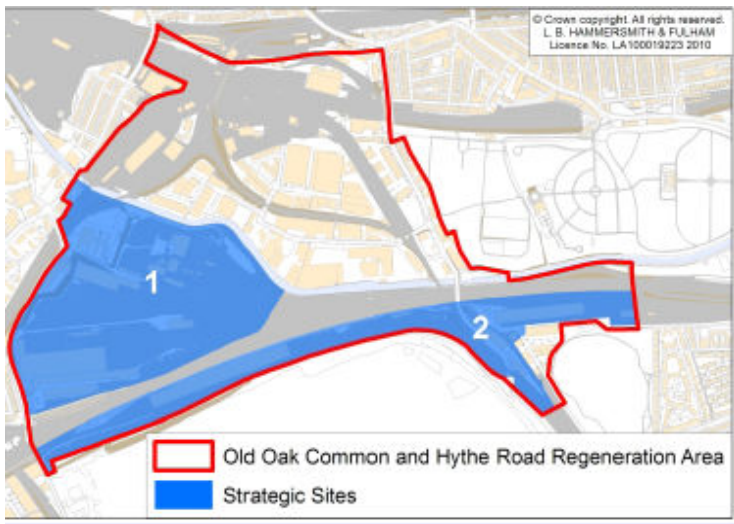 © Crown copyright. All rights reserved.
L. B. HAMMERSMITH & FULHAM
Licence No. LA100019223 2010
1
2
Old Oak Common and Hythe Road Regeneration Area
Strategic Sites